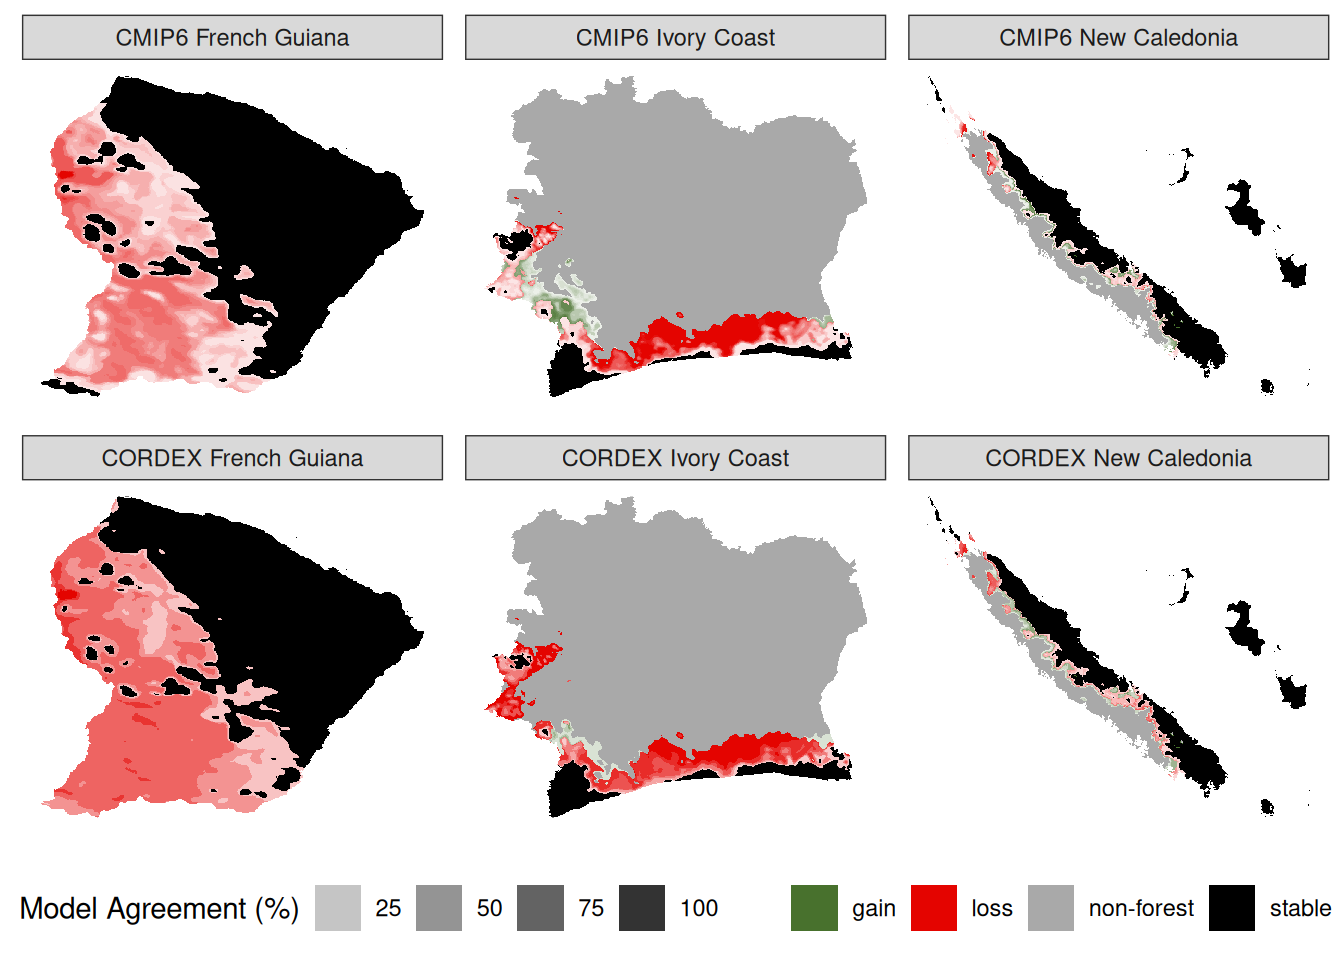 CMIP6 French Guiana
CMIP6 Ivory Coast
CMIP6 New Caledonia
CORDEX French Guiana
CORDEX Ivory Coast
CORDEX New Caledonia
Model Agreement (%) 25 50 75 100 gain loss non-forest stable